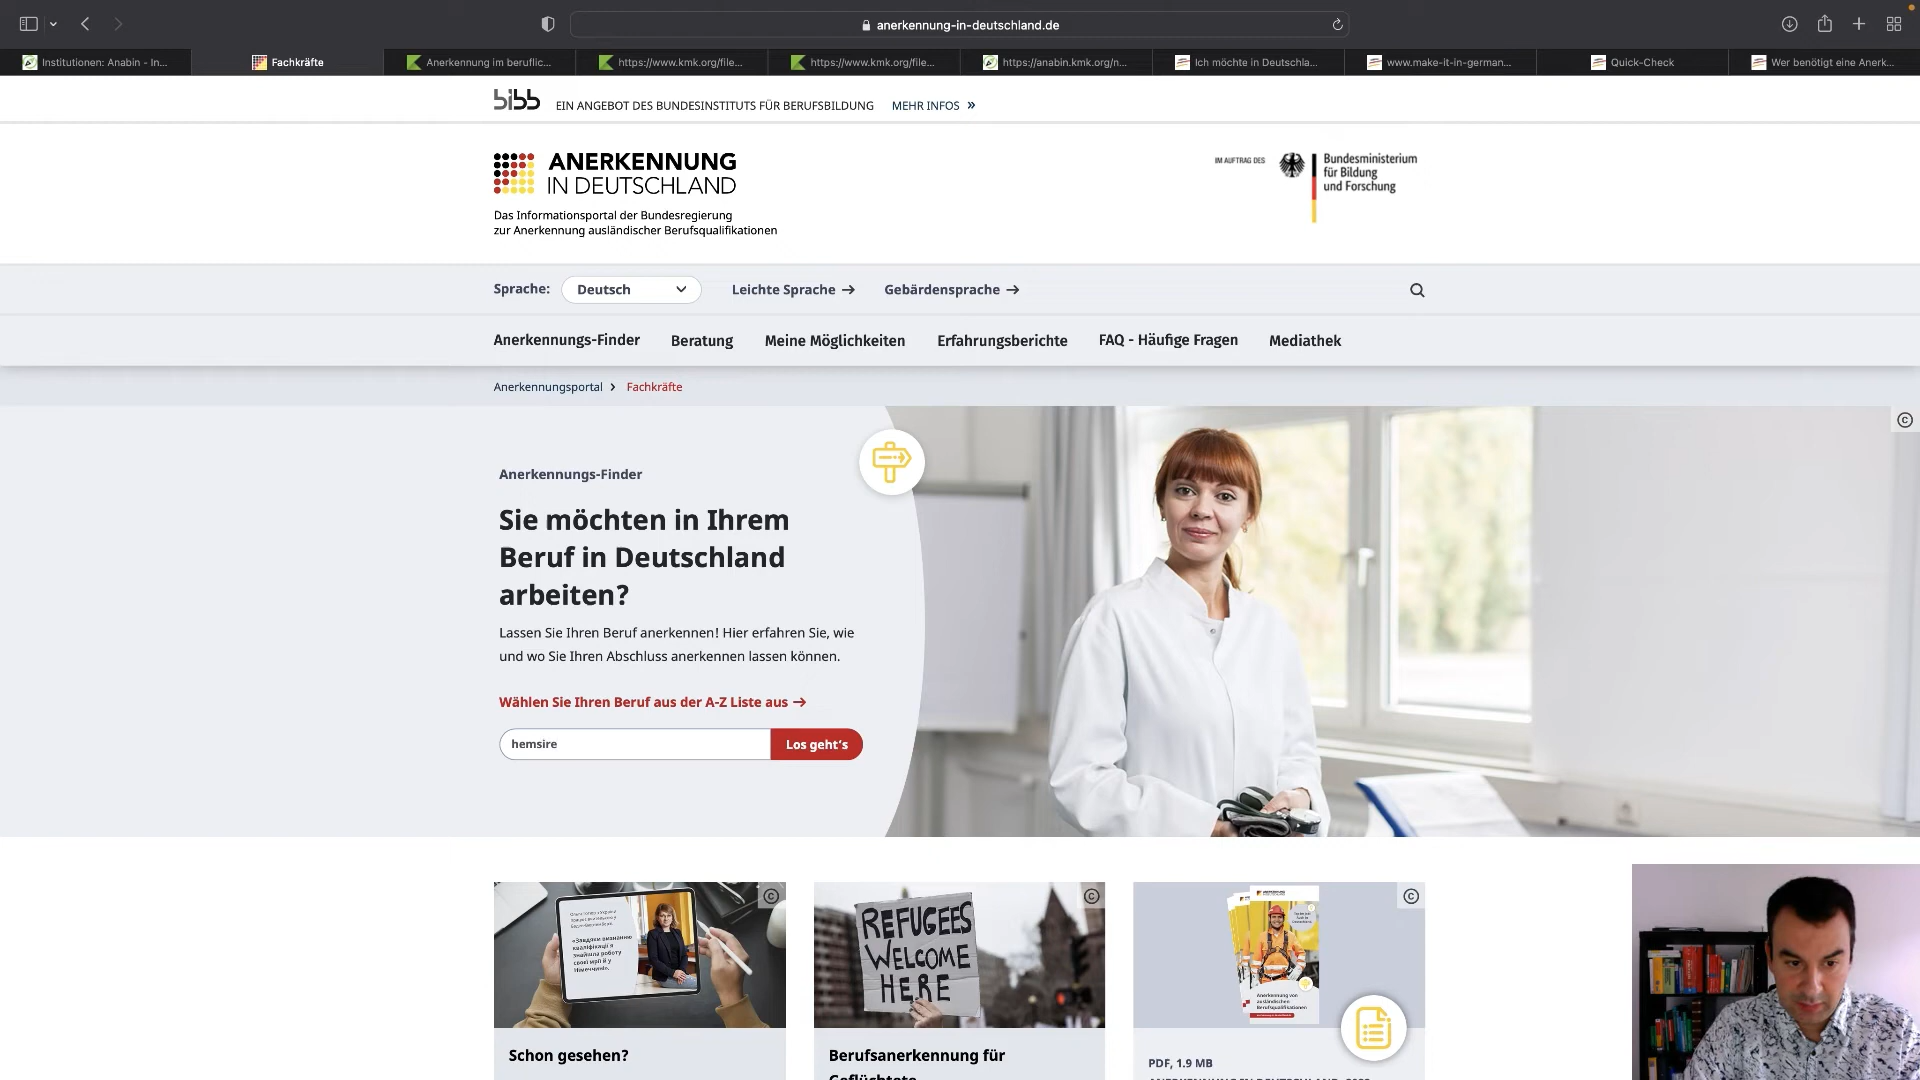 anerkennung-in-deutschland.de
Institutionen: Anabin - In...
Fachkräfte
Anerkennung im beruflic...
https://www.kmk.org/file...
https://www.kmk.org/file...
https://anabin.kmk.org/n...
Ich möchte in Deutschla...
www.make-it-in-german...
Quick-Check
Wer benötigt eine Anerk...
bibb EIN ANGEBOT DES BUNDESINSTITUTS FÜR BERUFSBILDUNG MEHR INFOS »
ANERKENNUNG
IN DEUTSCHLAND
Das Informationsportal der Bundesregierung
zur Anerkennung ausländischer Berufsqualifikationen
IM AUFTRAG DES
Bundesministerium
für Bildung
und Forschung
Sprache: Deutsch Leichte Sprache → Gebärdensprache →
Anerkennungs-Finder Beratung Meine Möglichkeiten Erfahrungsberichte FAQ - Häufige Fragen Mediathek
Anerkennungsportal > Fachkräfte
Anerkennungs-Finder
Sie möchten in Ihrem
Beruf in Deutschland
arbeiten?
Lassen Sie Ihren Beruf anerkennen! Hier erfahren Sie, wie
und wo Sie Ihren Abschluss anerkennen lassen können.
Wählen Sie Ihren Beruf aus der A-Z Liste aus →
hemsire Los geht's
REFUGEES
WELCOME
HERE
Anerkennung von
ausländischen
Berufsqualifikationen
Schon gesehen?
Berufsanerkennung für
Geflüchtete
PDF, 1.9 MB